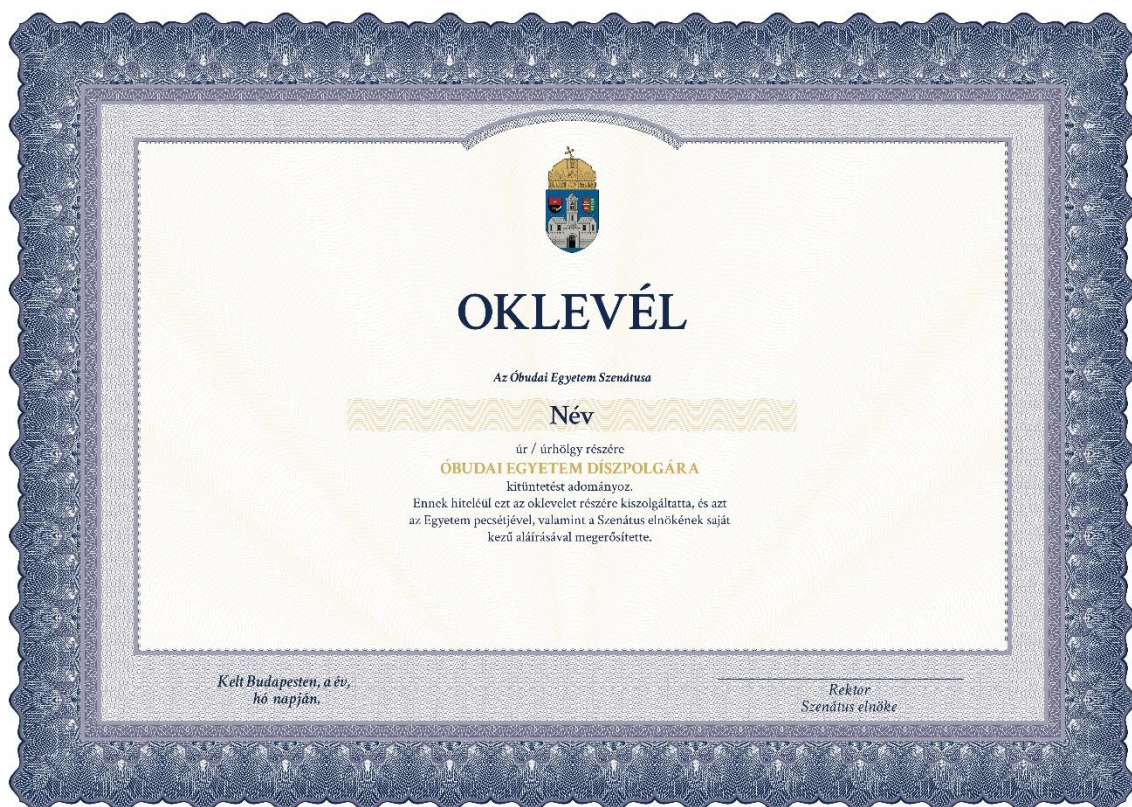 OKLEVÉL
Az Óbudai Egyetem Szenátusa
Név
úr / úrhölgy részére
ÓBUDAI EGYETEM DÍSZPOLGÁRA
kitüntetést adományoz.
Ennek hiteléül ezt az oklevelet részére kiszolgáltatta, és azt
az Egyetem pecsétjével, valamint a Szenátus elnökének saját
kezű aláírásával megerősítette.
Kelt Budapesten, a év,
hó napján.
Rektor
Szenátus elnöke